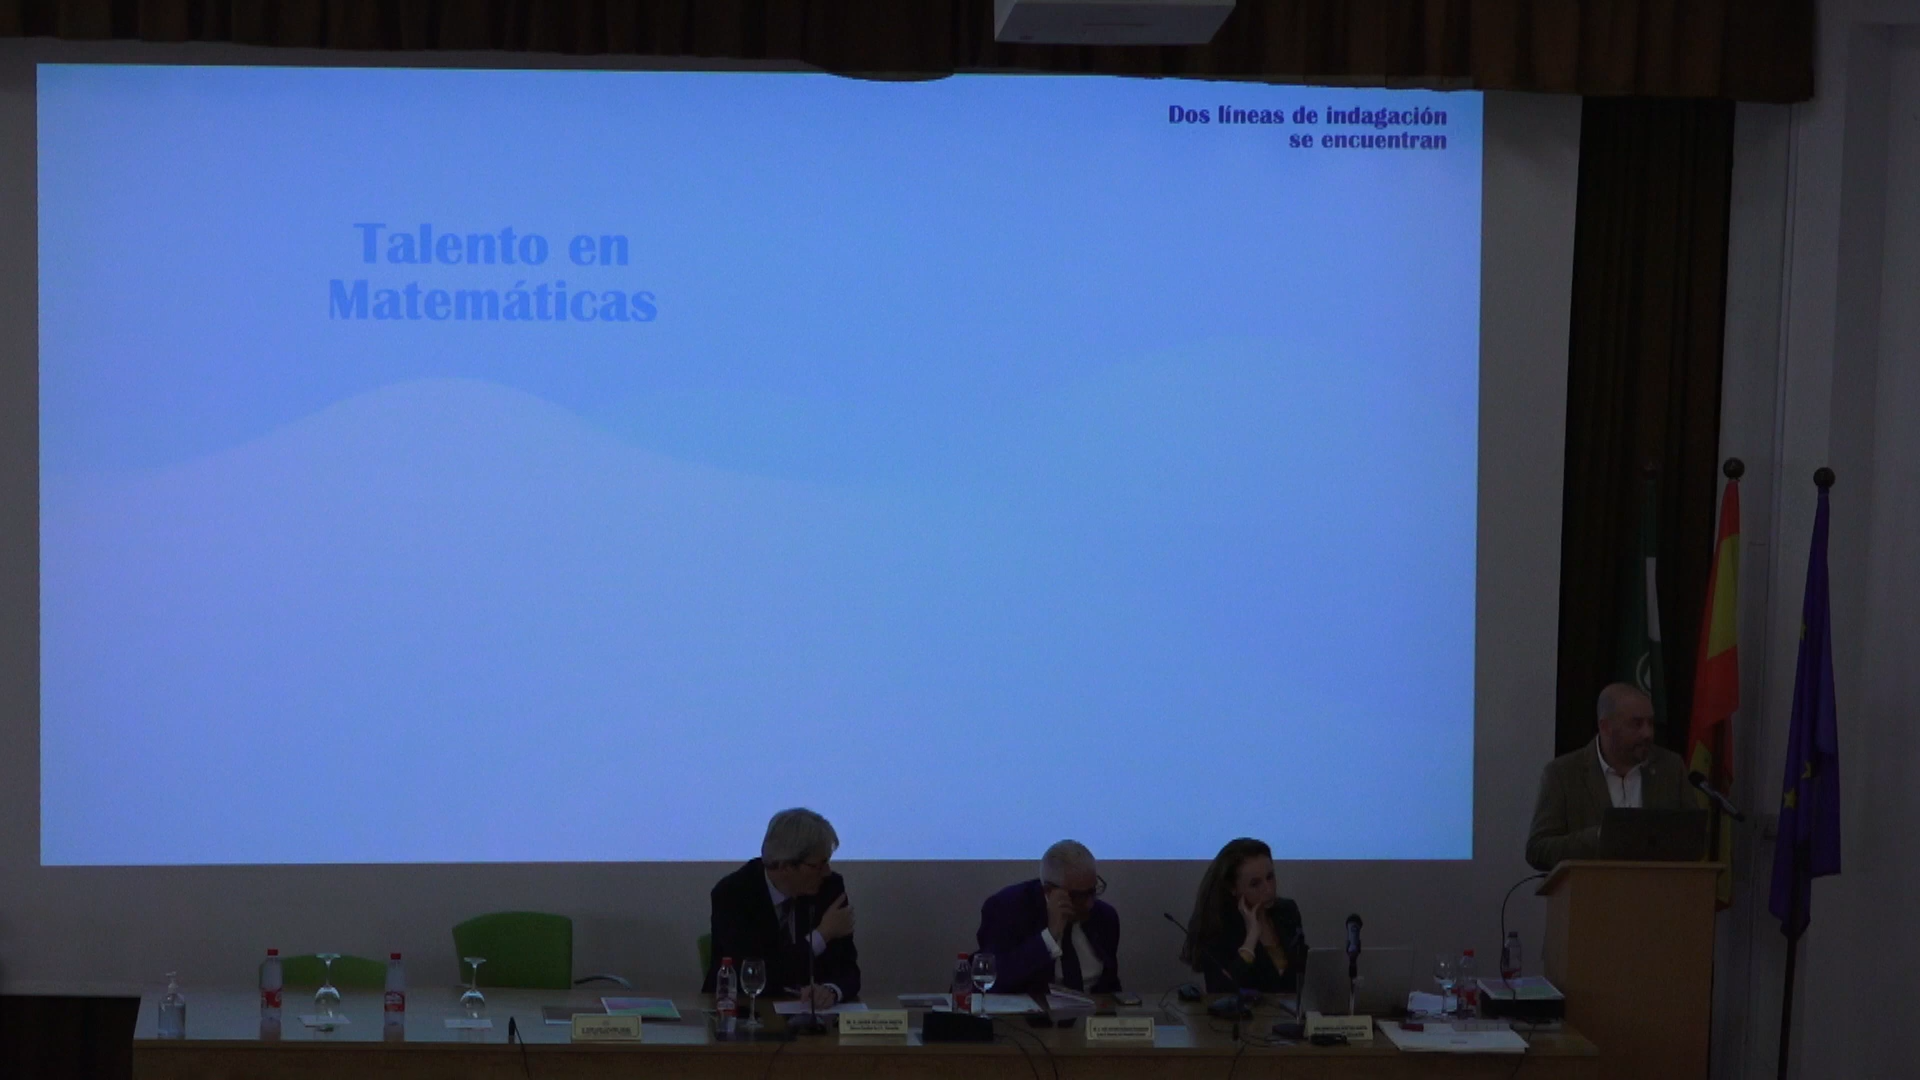 Dos líneas de indagación
se encuentran
Talento en
Matemáticas